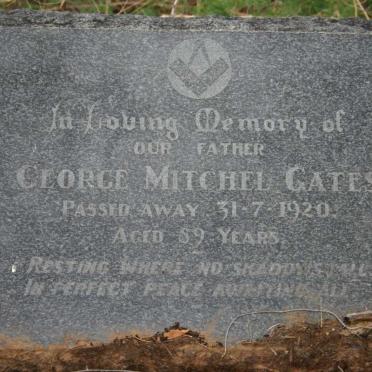 In Loving Memory of
OUR FATHER
GEORGE MITCHEL GATES
PASSED AWAY 31-7-1920.
AGED 59 YEARS.
RESTING WHERE NO SHADOWS FALL
IN PERFECT PEACE AWAITING ALL